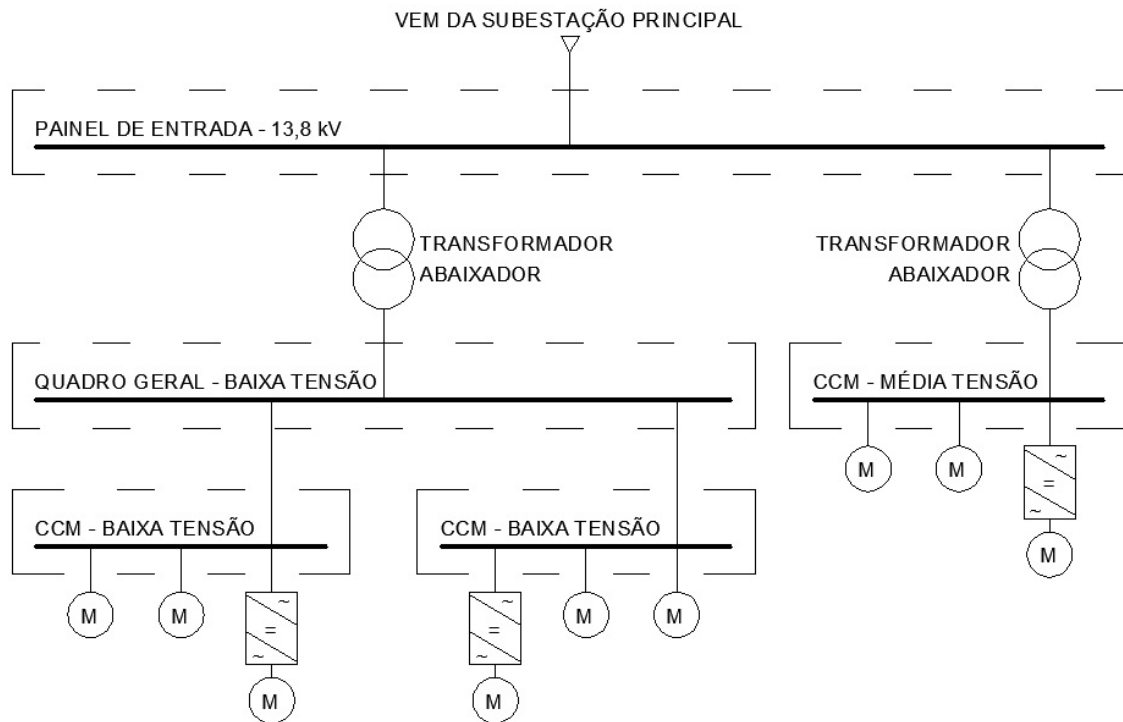 VEM DA SUBESTAÇÃO PRINCIPAL
PAINEL DE ENTRADA - 13,8 kV
TRANSFORMADOR
ABAIXADOR
TRANSFORMADOR
ABAIXADOR
QUADRO GERAL - BAIXA TENSÃO
CCM - MÉDIA TENSÃO
M
M
~
=
~
M
CCM - BAIXA TENSÃO
M
M
~
=
~
M
CCM - BAIXA TENSÃO
~
=
~
M
M
M